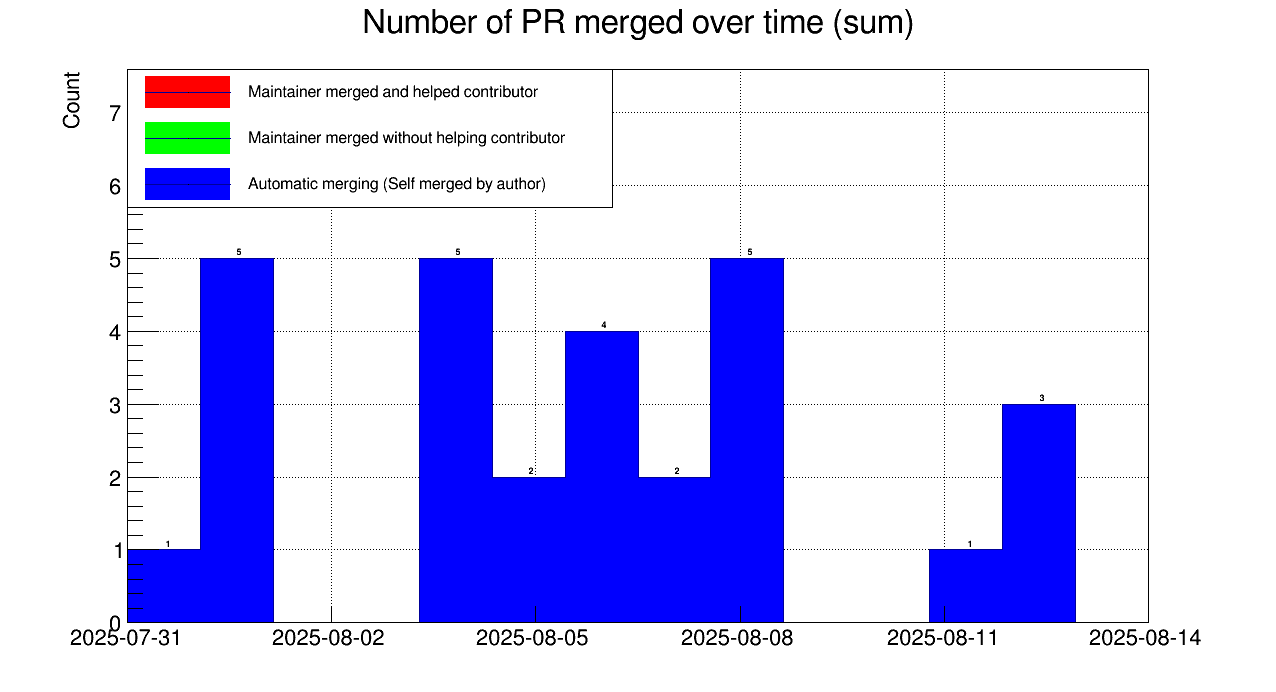 Number of PR merged over time (sum)
Count
Maintainer merged and helped contributor
Maintainer merged without helping contributor
Automatic merging (Self merged by author)
7
6
5
4
3
2
1
0
1
5
5
2
4
2
5
1
3
2025-07-31 2025-08-02 2025-08-05 2025-08-08 2025-08-11 2025-08-14